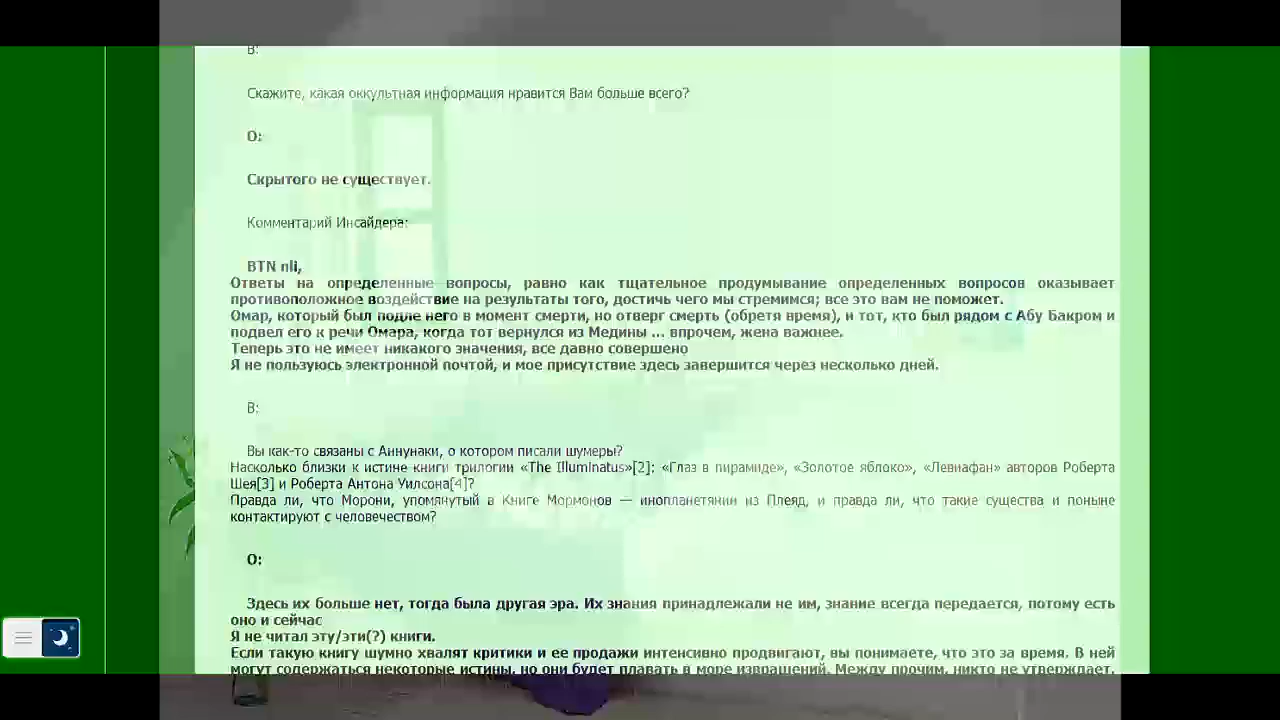 В:
Скажите, какая оккультная информация нравится Вам больше всего?
О:
Скрытого не существует.
Комментарий Инсайдера:
BTN nli,
Ответы на определенные вопросы, равно как тщательное продумывание определенных вопросов оказывает
противоположное воздействие на результаты того, достичь чего мы стремимся; все это вам не поможет.
Омар, который был подле него в момент смерти, но отверг смерть (обретя время), и тот, кто был рядом с Абу Бакром и
подвел его к речи Омара, когда тот вернулся из Медины ... впрочем, жена важнее.
Теперь это не имеет никакого значения, все давно совершено
Я не пользуюсь электронной почтой, и мое присутствие здесь завершится через несколько дней.
В:
Вы как-то связаны с Аннунаки, о котором писали шумеры?
Насколько близки к истине книги трилогии «The Illuminatus»[2]: «Глаз в пирамиде», «Золотое яблоко», «Левиафан» авторов Роберта
Шея[3] и Роберта Антона Уилсона[4]?
Правда ли, что Морони, упомянутый в Книге Мормонов — инопланетянин из Плеяд, и правда ли, что такие существа и поныне
контактируют с человечеством?
О:
Здесь их больше нет, тогда была другая эра. Их знания принадлежали не им, знание всегда передается, потому есть
оно и сейчас
Я не читал эту/эти(?) книги.
Если такую книгу шумно хвалят критики и ее продажи интенсивно продвигают, вы понимаете, что это за время. В ней
могут содержаться некоторые истины, но они будет плавать в море извращений. Между прочим, никто не утверждает,